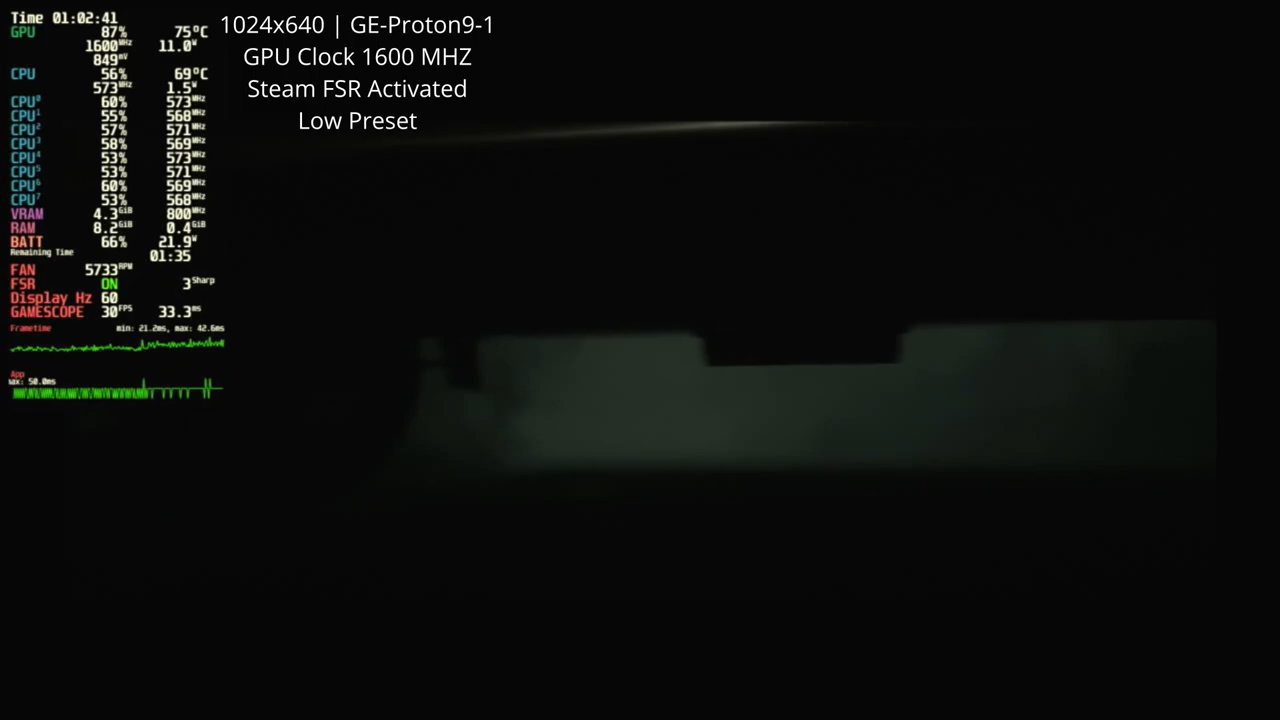 Time 01:02:41
GPU 87% 75°C
1600MHz 11.0W
849mV
CPU 56% 69°C
573MHz 1.5W
CPU0 60% 573MHz
CPU1 55% 568MHz
CPU2 57% 571MHz
CPU3 58% 569MHz
CPU4 53% 573MHz
CPU5 53% 571MHz
CPU6 60% 569MHz
CPU7 53% 568MHz
VRAM 4.3GiB 800MHz
RAM 8.2GiB 0.4GiB
BATT 66% 21.9W
Remaining Time 01:35
FAN 5733RPM
FSR ON 3Sharp
Display Hz 60
GAMESCOPE 30FPS 33.3ms
Frametime min: 21.2ms, max: 42.6ms
App
max: 50.0ms
1024x640 | GE-Proton9-1
GPU Clock 1600 MHZ
Steam FSR Activated
Low Preset